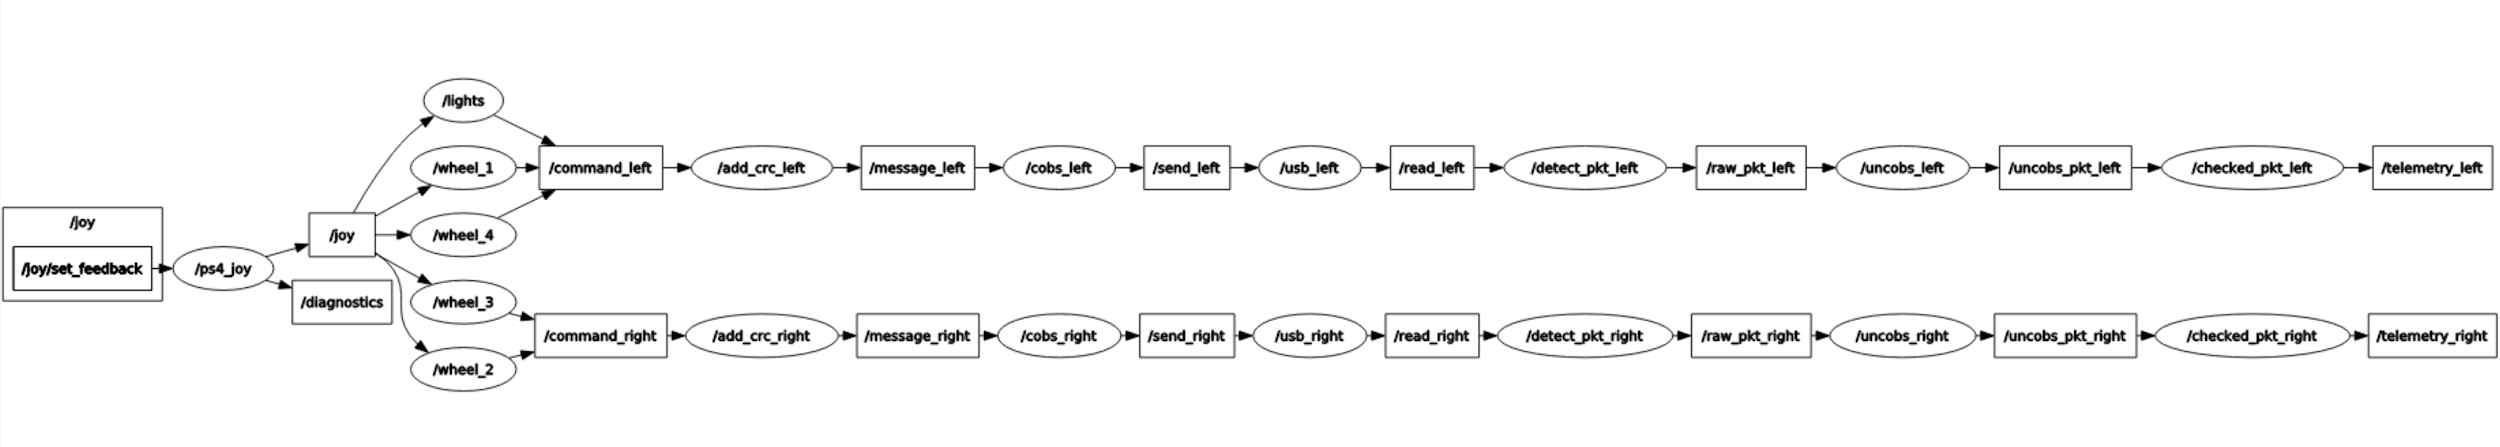 /lights
/wheel_1
/command_left
/add_crc_left
/message_left
/cobs_left
/send_left
/usb_left
/read_left
/detect_pkt_left
/raw_pkt_left
/uncobs_left
/uncobs_pkt_left
/checked_pkt_left
/telemetry_left
/joy
/joy/set_feedback
/ps4_joy
/joy
/diagnostics
/wheel_4
/wheel_3
/wheel_2
/command_right
/add_crc_right
/message_right
/cobs_right
/send_right
/usb_right
/read_right
/detect_pkt_right
/raw_pkt_right
/uncobs_right
/uncobs_pkt_right
/checked_pkt_right
/telemetry_right